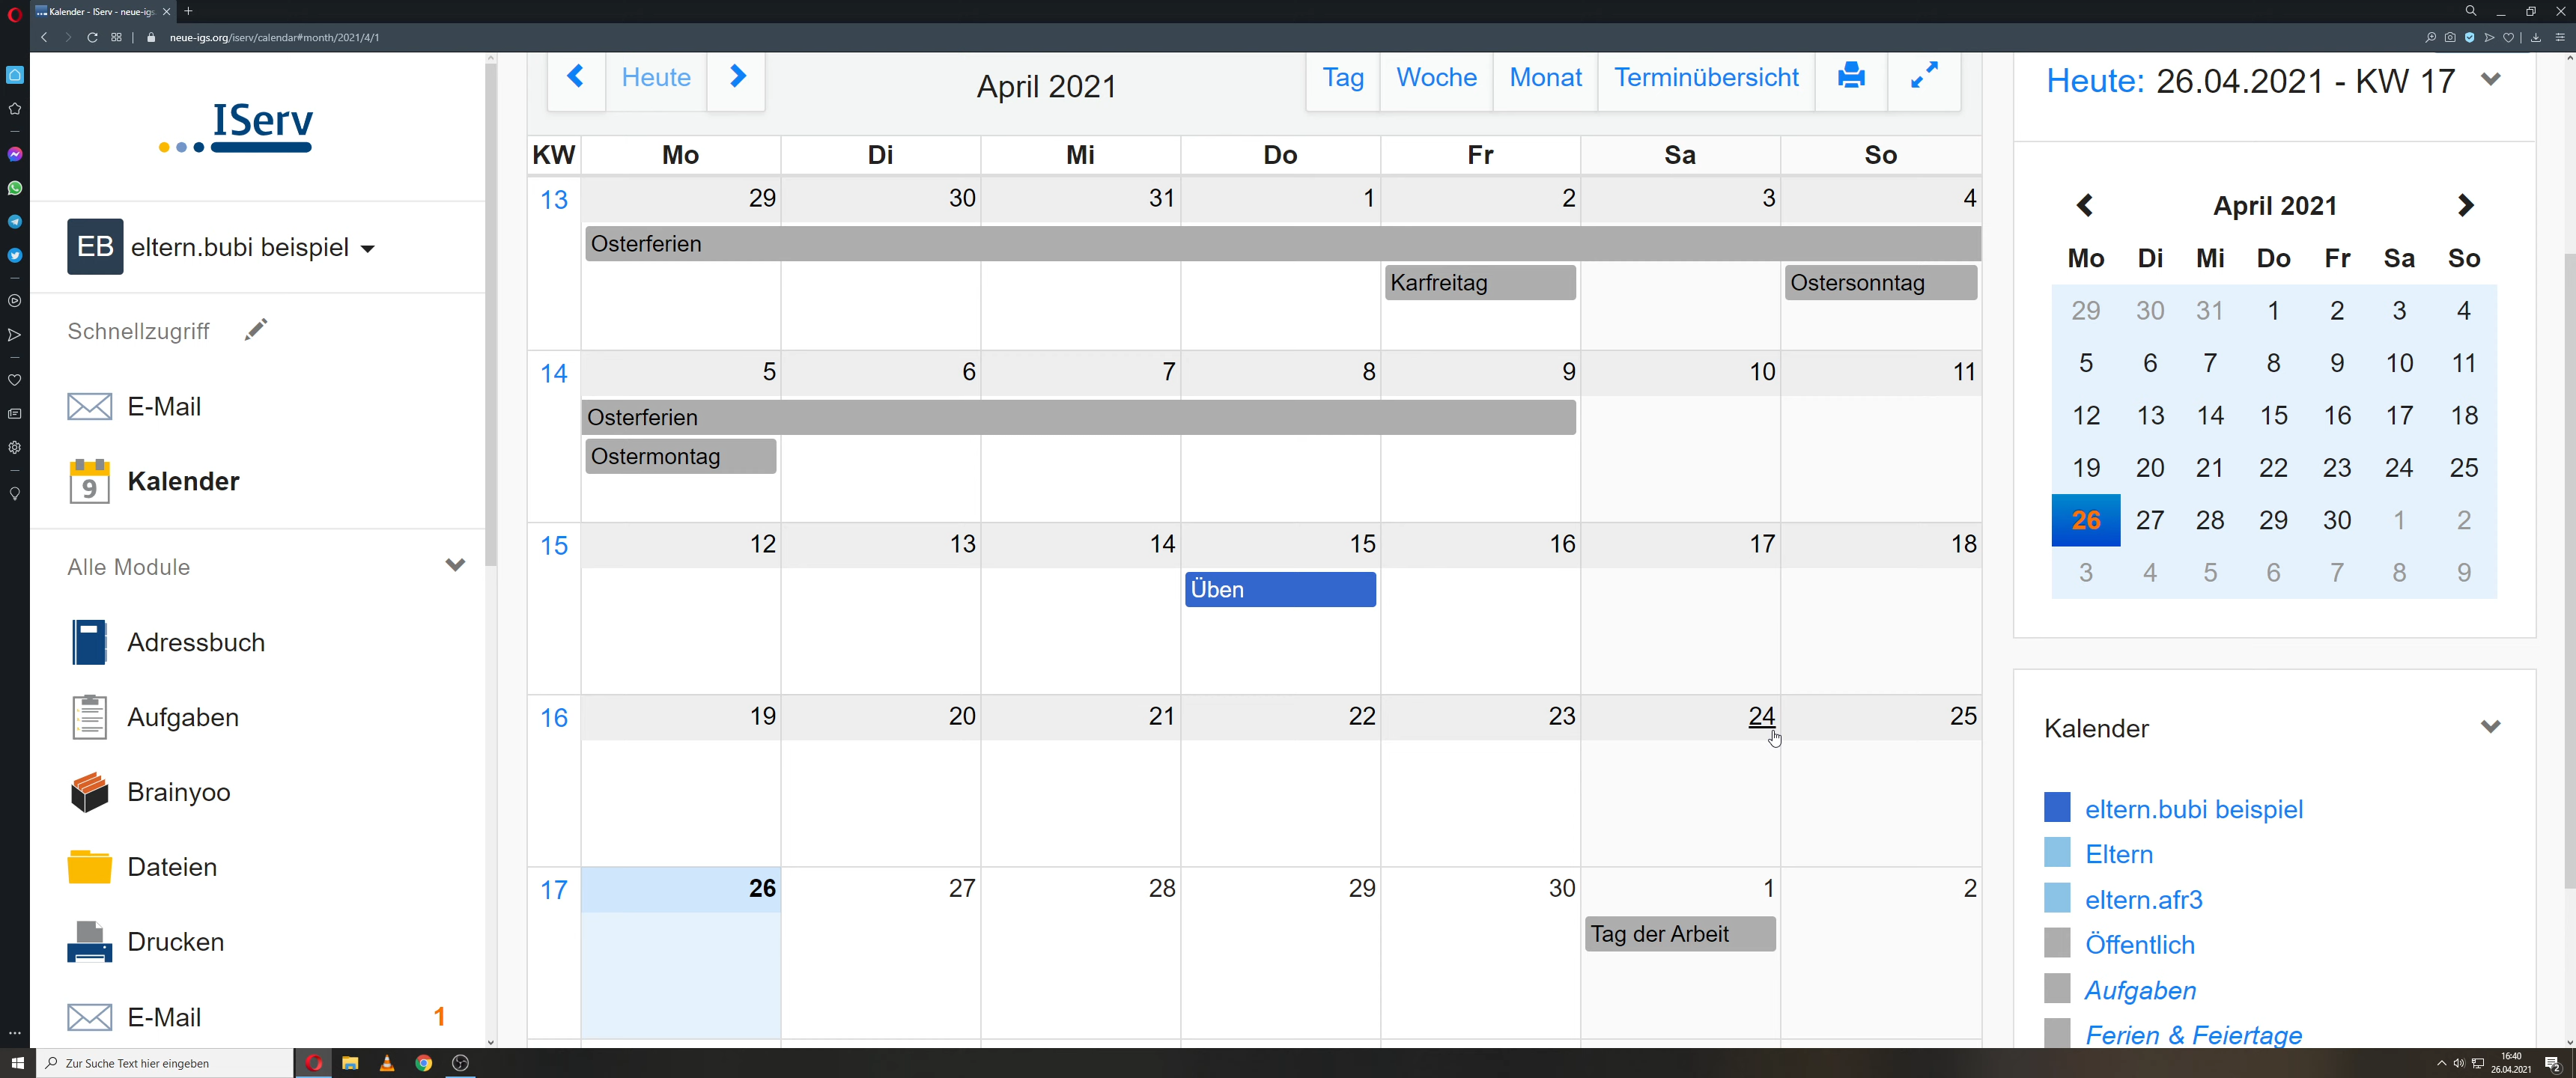 Kalender - IServ - neue-igs.
neue-igs.org/iserv/calendar#month/2021/4/1
IServ
EB eltern.bubi beispiel
Schnellzugriff
E-Mail
9 Kalender
Alle Module
Adressbuch
Aufgaben
Brainyoo
Dateien
Drucken
E-Mail 1
Heute April 2021 Tag Woche Monat Terminübersicht
KW Mo Di Mi Do Fr Sa So
13 29 30 31 1 2 3 4
Osterferien
Karfreitag Ostersonntag
14 5 6 7 8 9 10 11
Osterferien
Ostermontag
15 12 13 14 15 16 17 18
Üben
16 19 20 21 22 23 24 25
17 26 27 28 29 30 1 2
Tag der Arbeit
Heute: 26.04.2021 - KW 17
April 2021
Mo Di Mi Do Fr Sa So
29 30 31 1 2 3 4
5 6 7 8 9 10 11
12 13 14 15 16 17 18
19 20 21 22 23 24 25
26 27 28 29 30 1 2
3 4 5 6 7 8 9
Kalender
eltern.bubi beispiel
Eltern
eltern.afr3
Öffentlich
Aufgaben
Ferien & Feiertage
Zur Suche Text hier eingeben
16:40
26.04.2021
2